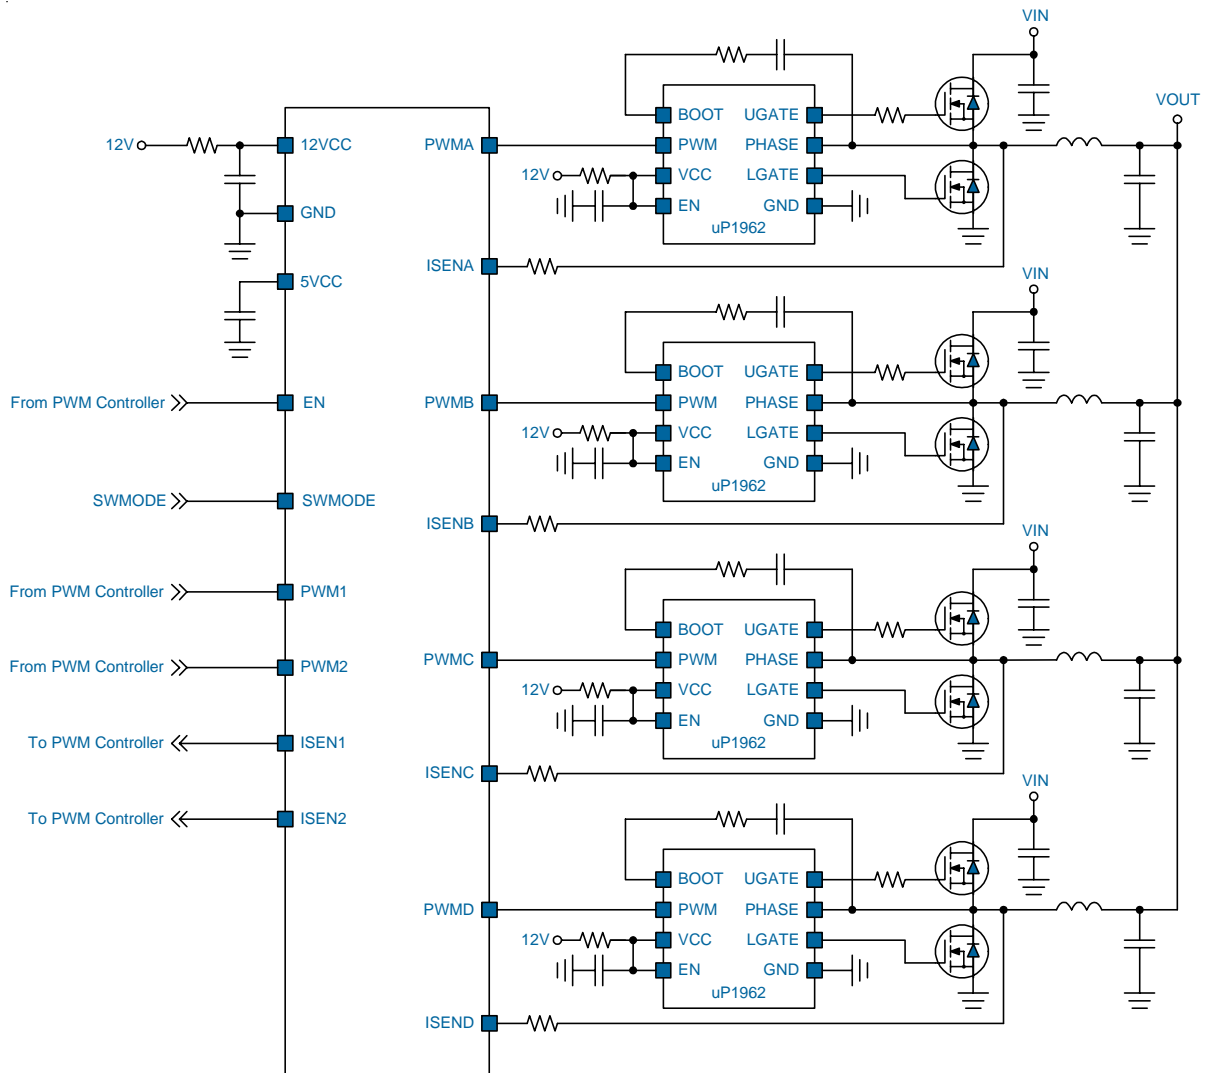 VIN
VOUT
BOOT UGATE
12V 12VCC PWMA PWM PHASE
12V VCC LGATE
GND EN GND
uP1962
ISENA
5VCC VIN
BOOT UGATE
From PWM Controller EN PWMB PWM PHASE
12V VCC LGATE
EN GND
uP1962
SWMODE SWMODE
ISENB
VIN
From PWM Controller PWM1
BOOT UGATE
From PWM Controller PWM2 PWMC PWM PHASE
12V VCC LGATE
EN GND
uP1962
To PWM Controller ISEN1
ISENC
VIN
To PWM Controller ISEN2
BOOT UGATE
PWMD PWM PHASE
12V VCC LGATE
EN GND
uP1962
ISEND